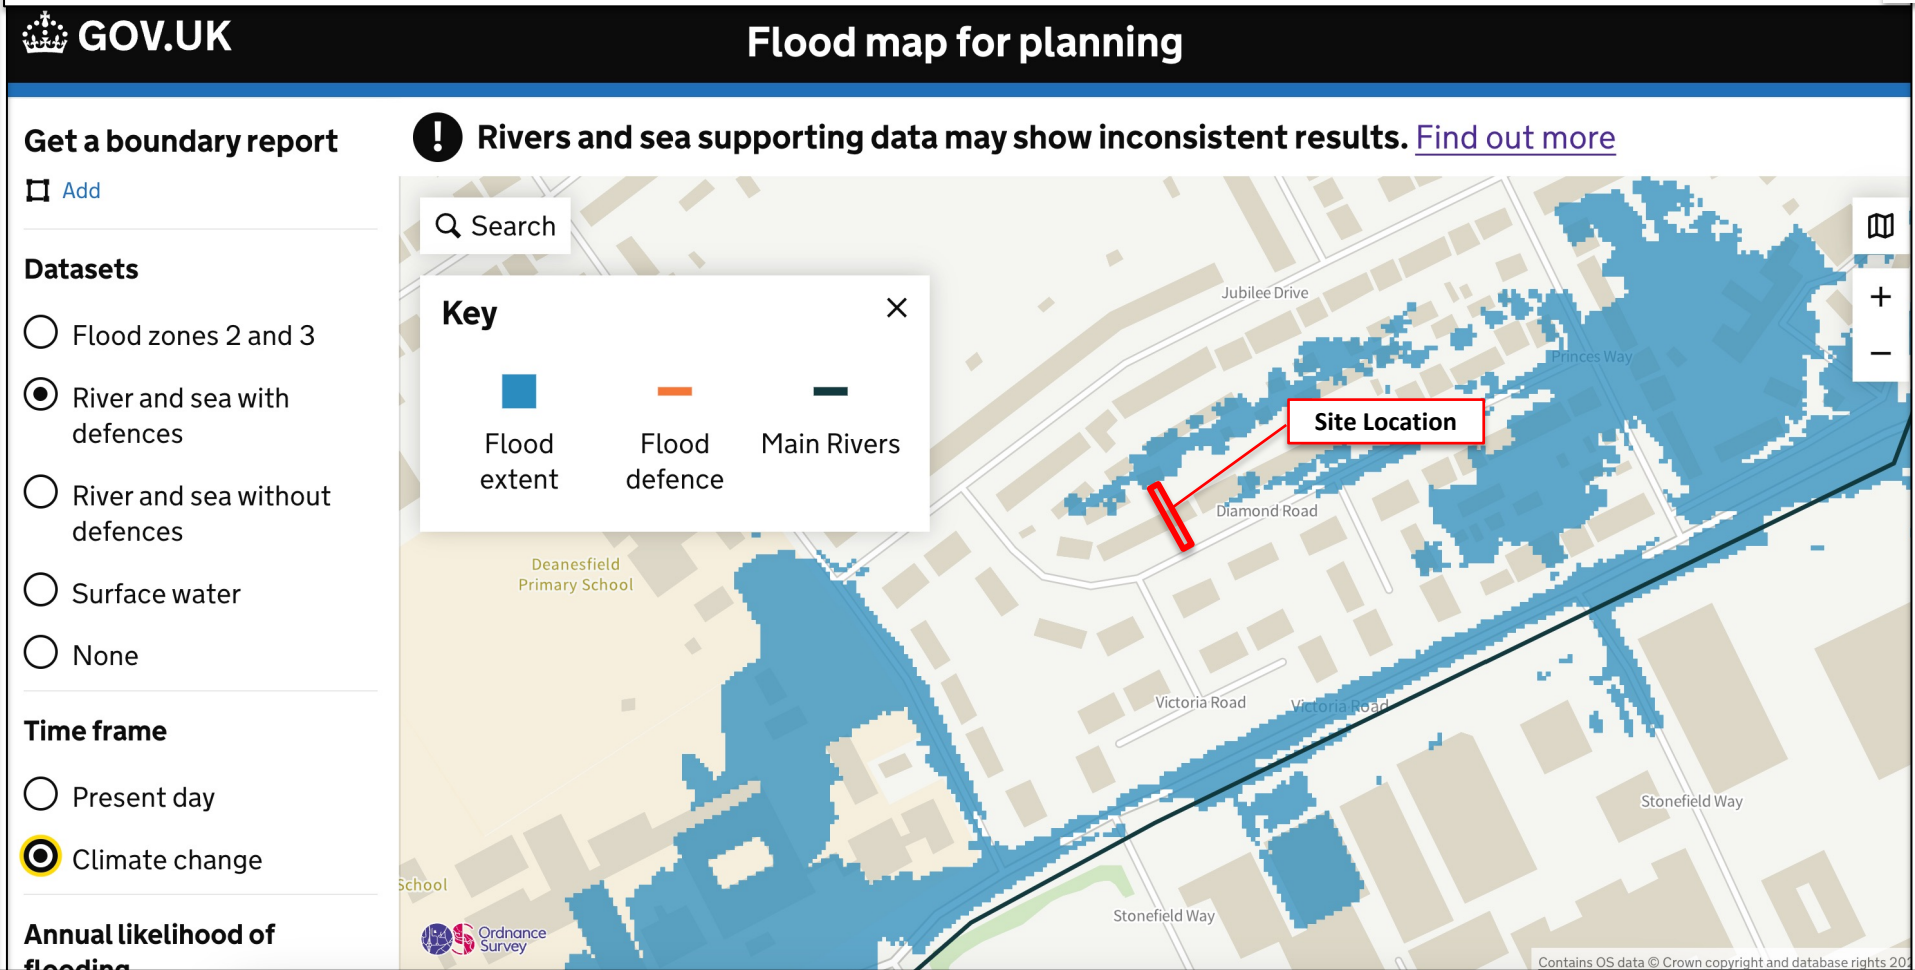 GOV.UK
Flood map for planning
Get a boundary report
Add
Datasets
Flood zones 2 and 3
River and sea with
defences
River and sea without
defences
Surface water
None
Time frame
Present day
Climate change
Annual likelihood of
flooding
! Rivers and sea supporting data may show inconsistent results. Find out more
Search
Key
Flood
extent
Flood
defence
Main Rivers
Jubilee Drive
Princes Way
Site Location
Diamond Road
Deanesfield
Primary School
Victoria Road
Victoria Road
Stonefield Way
School
Stonefield Way
Ordnance
Survey
Contains OS data © Crown copyright and database rights